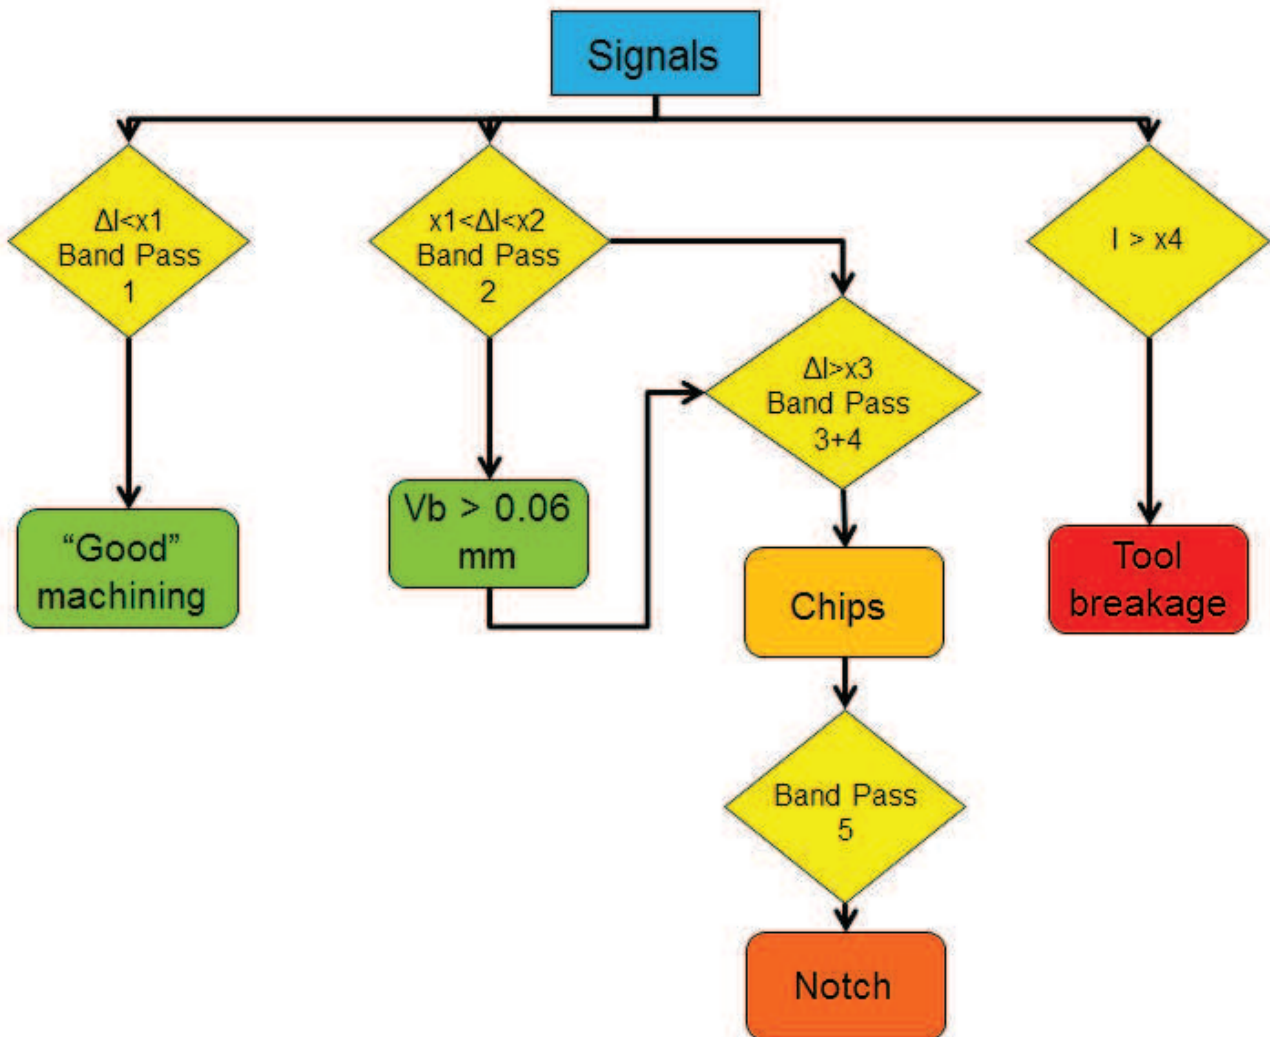 Signals
ΔI<x1
Band Pass
1
x1<ΔI<x2
Band Pass
2
I > x4
ΔI>x3
Band Pass
3+4
Vb > 0.06
mm
“Good”
machining
Tool
breakage
Chips
Band Pass
5
Notch